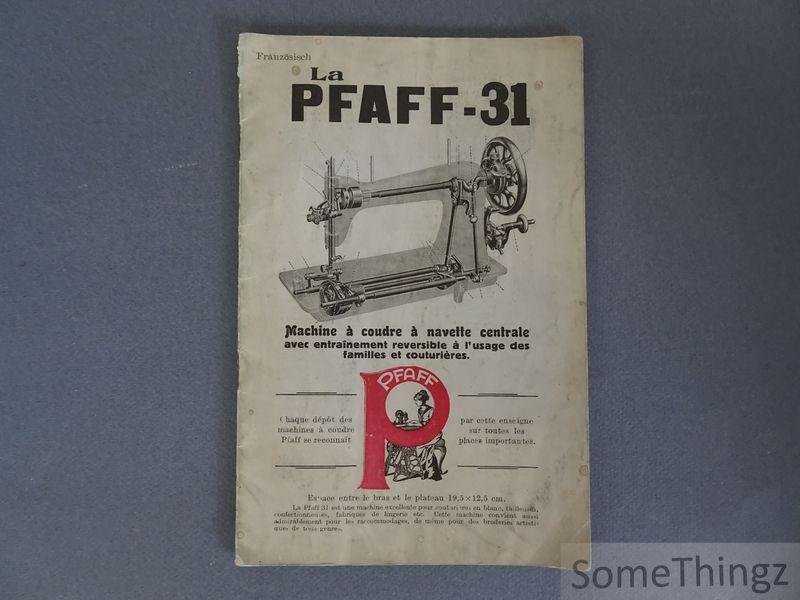 Französisch
La
PFAFF-31
Machine à coudre à navette centrale
avec entraînement reversible à l'usage des
familles et couturières.
PFAFF
Chaque dépôt des
machines à coudre
Pfaff se reconnaît
par cette enseigne
sur toutes les
places importantes.
Espace entre le bras et le plateau 19,5×12,5 cm.
La Pfaff 31 est une machine excellente pour couturières en blanc, tailleuses,
confectionneuses, fabriques de lingerie etc. Cette machine convient aussi
admirablement pour les raccommodages, de même pour des broderies artisti-
ques de tous genres.
SomeThingz